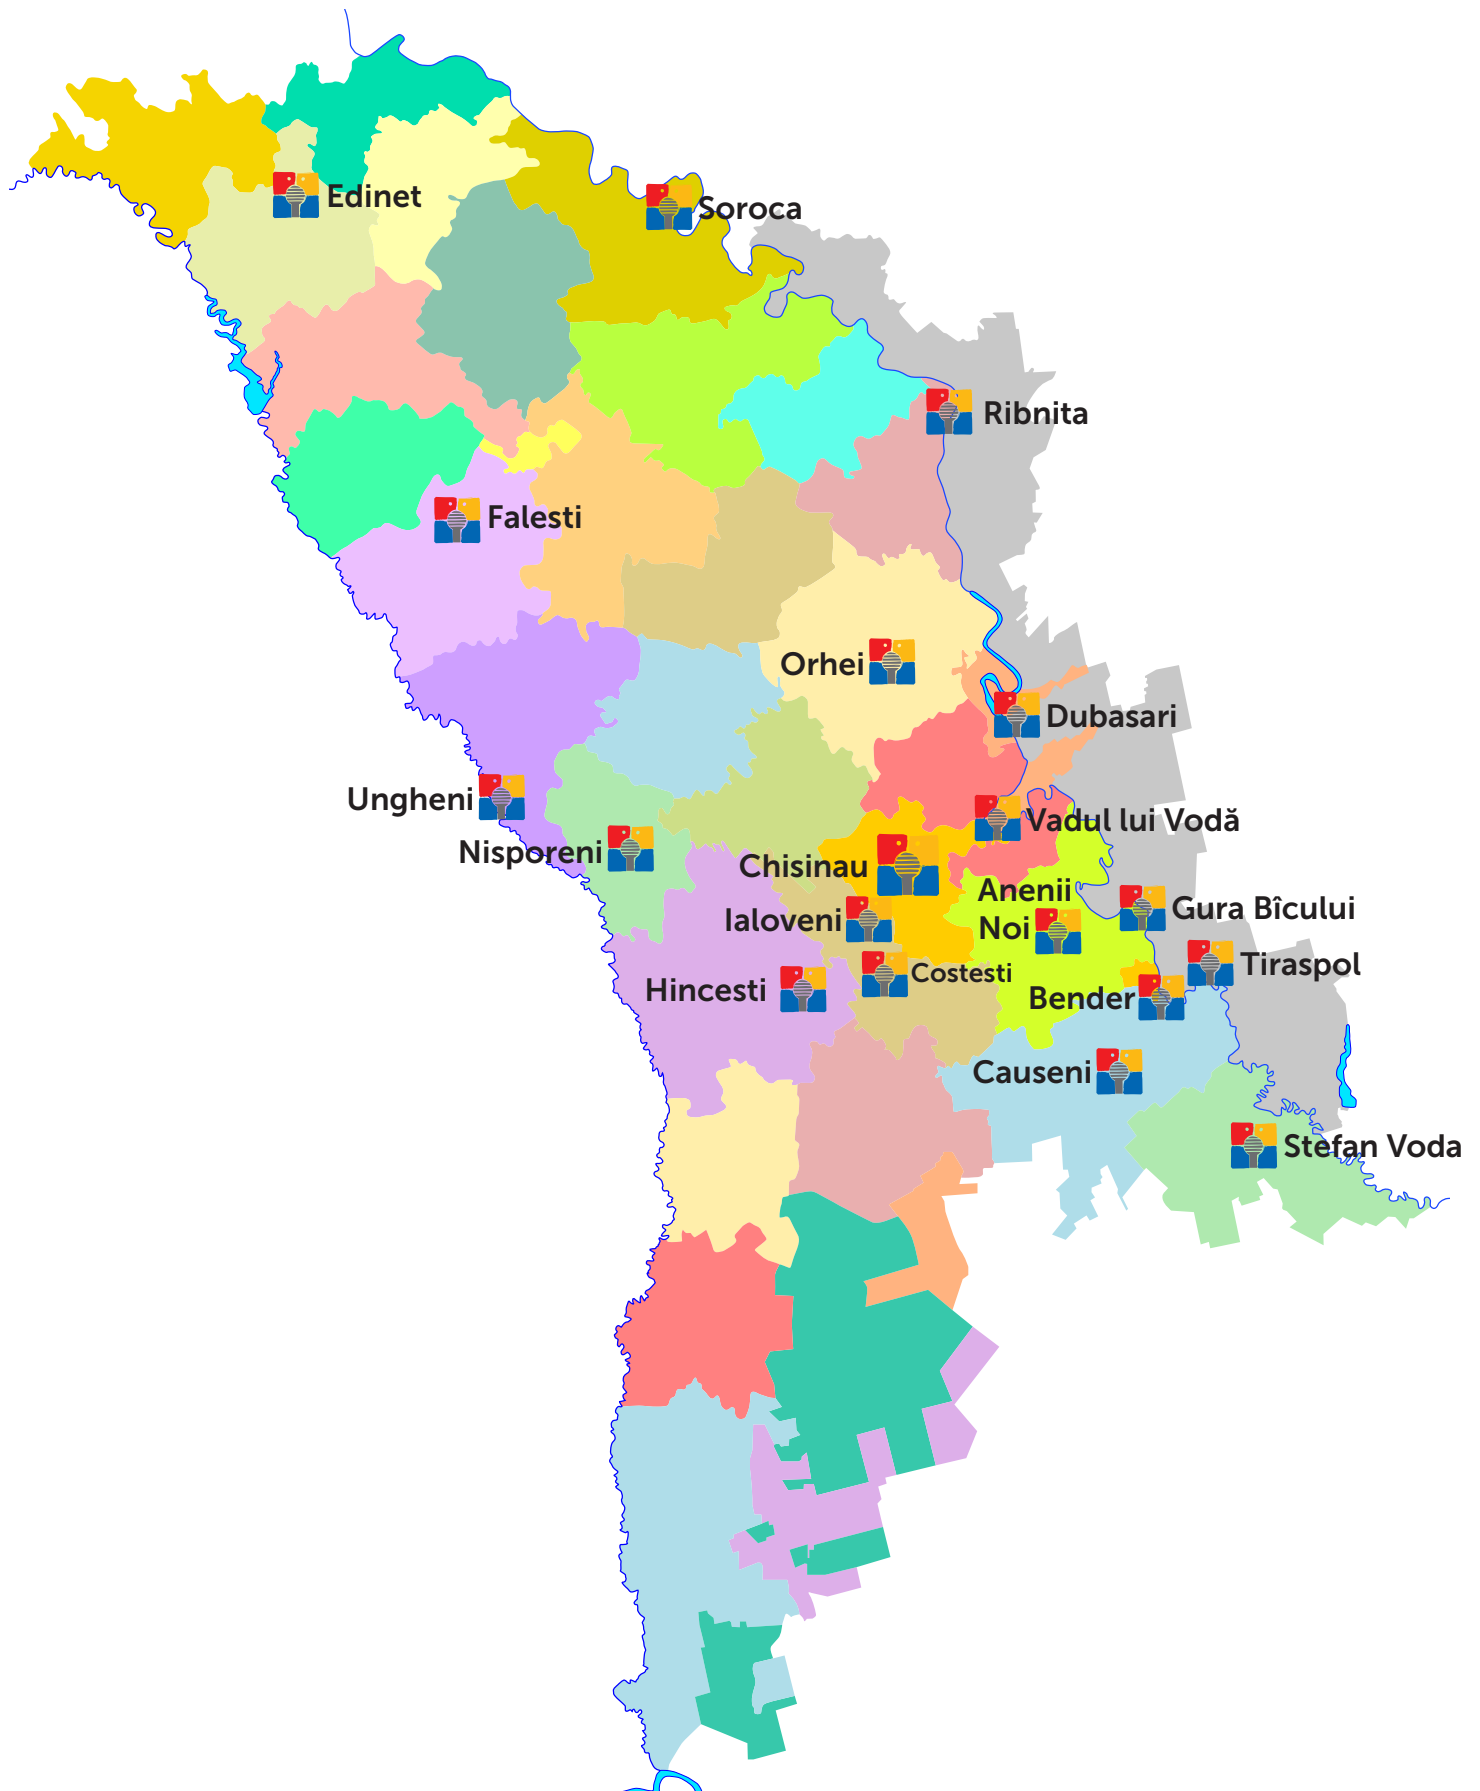 Edinet
Soroca
Ribnita
Falesti
Orhei
Dubasari
Ungheni
Vadul lui Vodă
Nisporeni
Chisinau
Anenii
Noi
Gura Bîcului
Ialoveni
Tiraspol
Costesti
Hincesti
Bender
Causeni
Stefan Voda